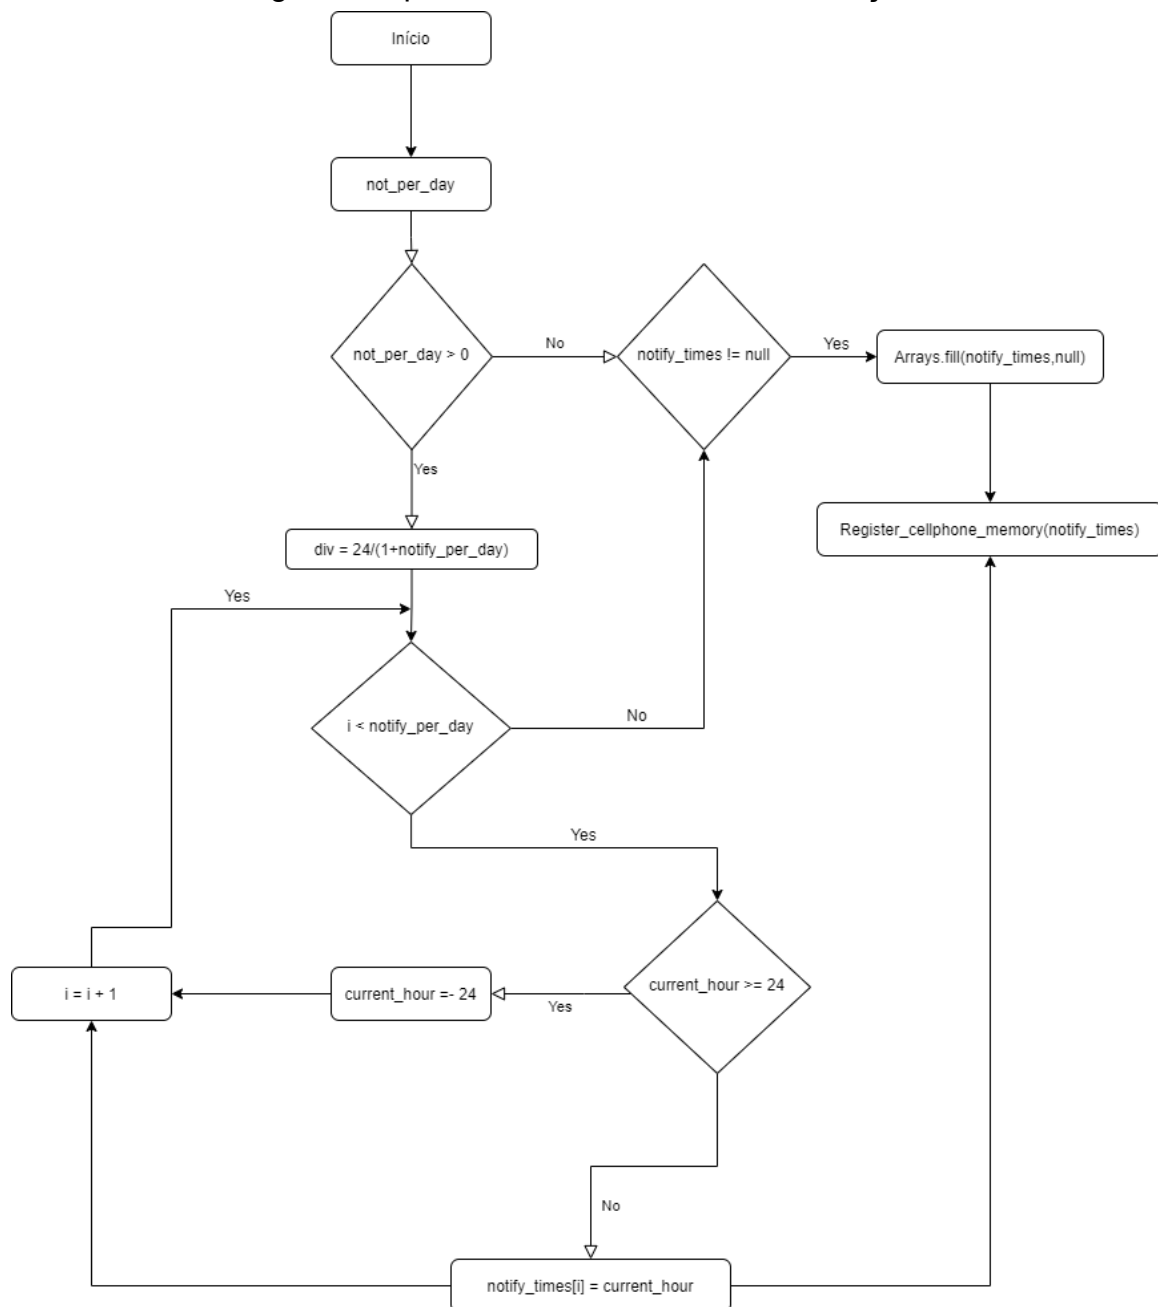 Início
not_per_day
not_per_day > 0
No
notify_times != null
Yes
Arrays.fill(notify_times,null)
Yes
Register_cellphone_memory(notify_times)
div = 24/(1+notify_per_day)
Yes
i < notify_per_day
No
Yes
current_hour >= 24
Yes
current_hour =- 24
i = i + 1
No
notify_times[i] = current_hour